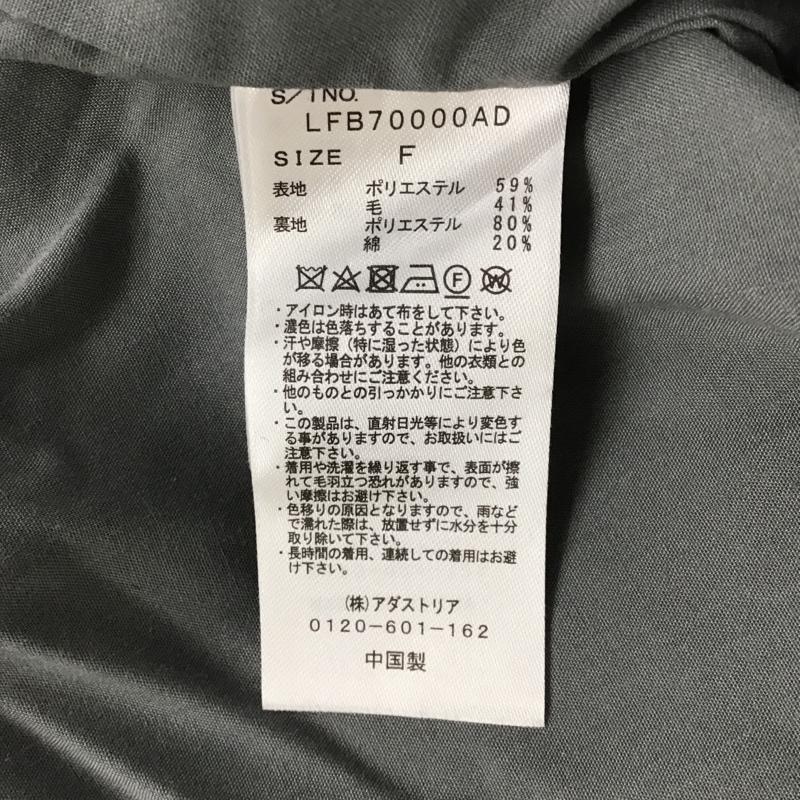 S/TNO.
LFB70000AD
SIZE F
表地 ポリエステル 59%
毛 41%
裏地 ポリエステル 80%
綿 20%
F W
・アイロン時はあて布をして下さい。
・濃色は色落ちすることがあります。
・汗や摩擦（特に湿った状態）により色
が移る場合があります。他の衣類との
組み合わせにご注意ください。
・他のものとの引っかかりにご注意下さ
い。
・この製品は、直射日光等により変色す
る事がありますので、お取扱いにはご
注意下さい。
・着用や洗濯を繰り返す事で、表面が擦
れて毛羽立つ恐れがありますので、強
い摩擦はお避け下さい。
・色移りの原因となりますので、雨など
で濡れた際は、放置せずに水分を十分
取り除いて下さい。
・長時間の着用、連続しての着用はお避
け下さい。
(株)アダストリア
0120-601-162
中国製